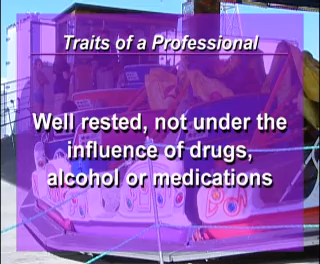 Traits of a Professional
Well rested, not under the
influence of drugs,
alcohol or medications